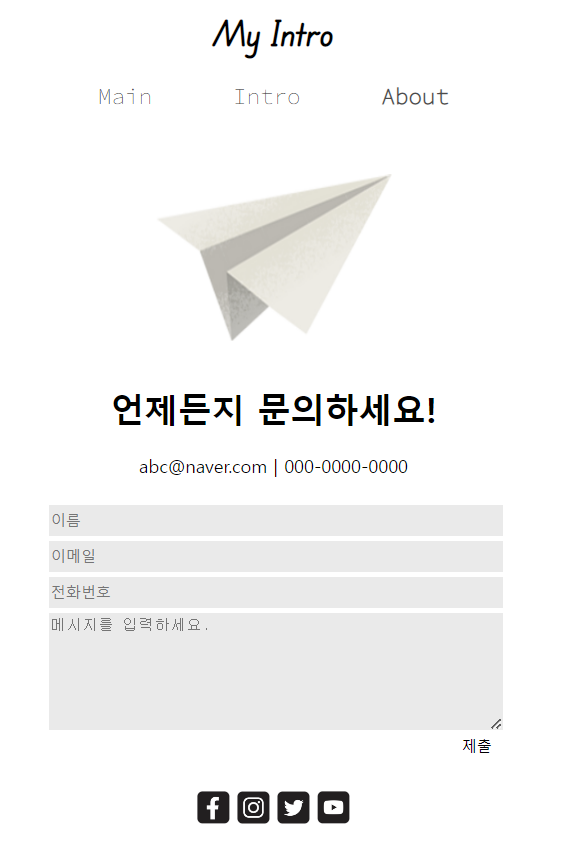 My Intro
Main Intro About
언제든지 문의하세요!
abc@naver.com | 000-0000-0000
이름
이메일
전화번호
메시지를 입력하세요.
제출